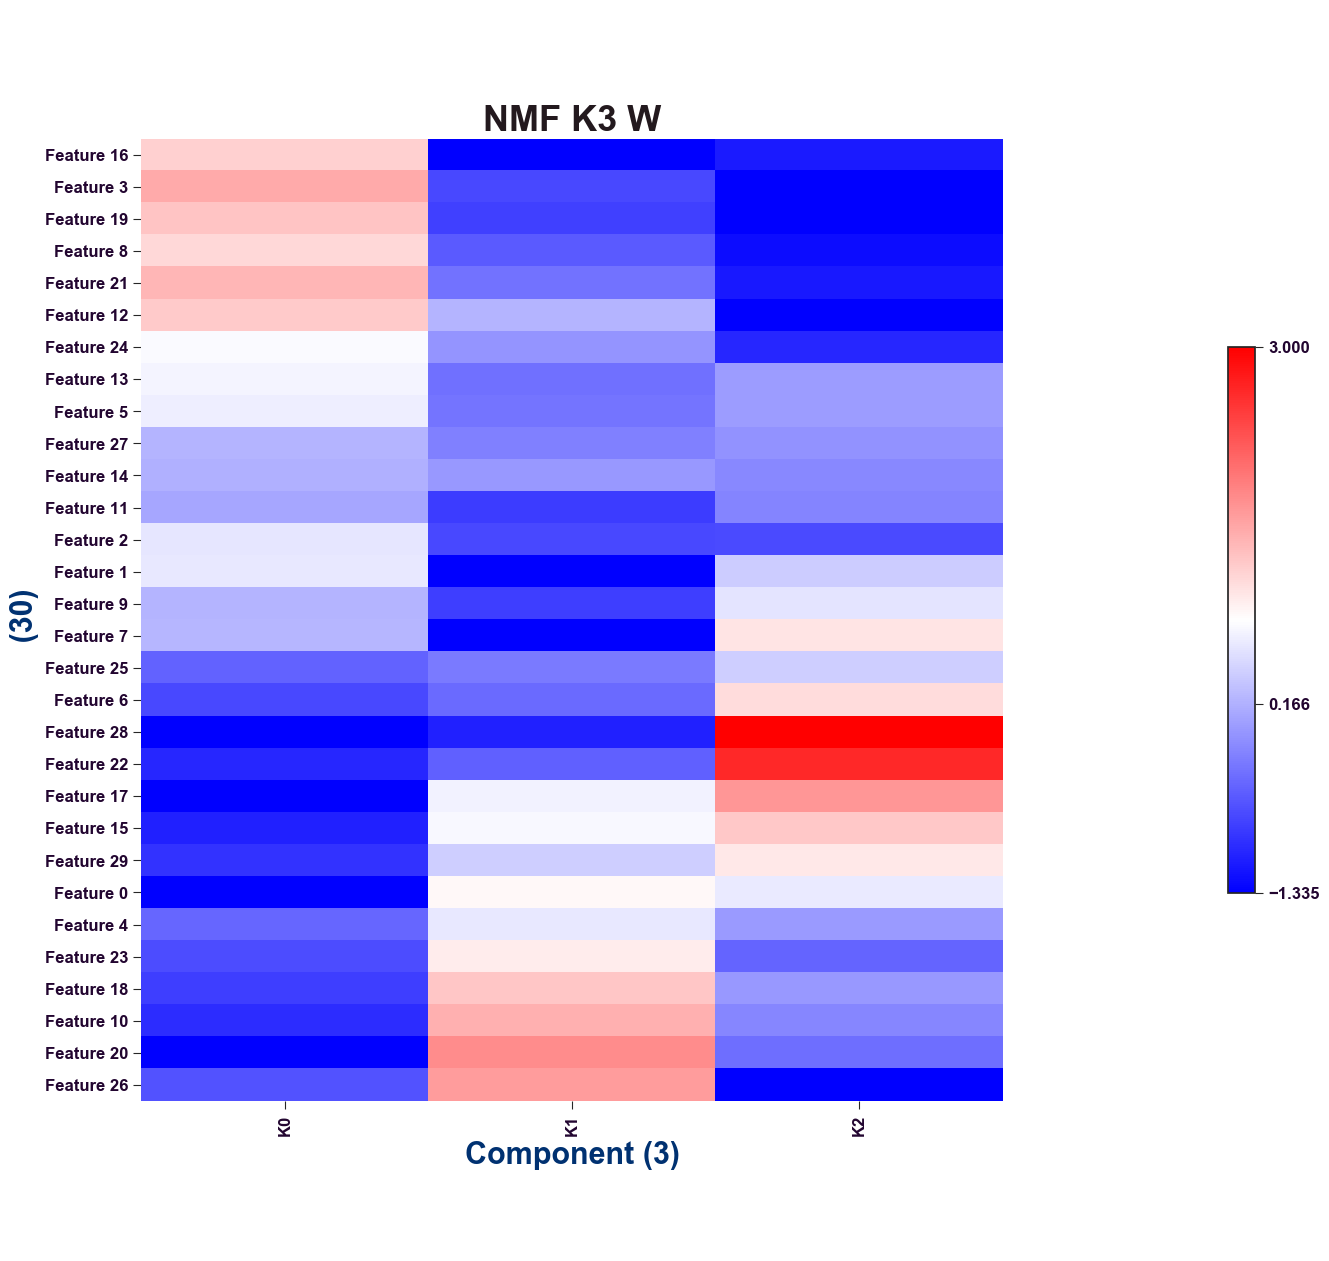 NMF K3 W
Feature 16
Feature 3
Feature 19
Feature 8
Feature 21
Feature 12
Feature 24
Feature 13
Feature 5
Feature 27
Feature 14
Feature 11
Feature 2
Feature 1
Feature 9
Feature 7
Feature 25
Feature 6
Feature 28
Feature 22
Feature 17
Feature 15
Feature 29
Feature 0
Feature 4
Feature 23
Feature 18
Feature 10
Feature 20
Feature 26
(30)
K0
K1
K2
Component (3)
3.000
0.166
−1.335